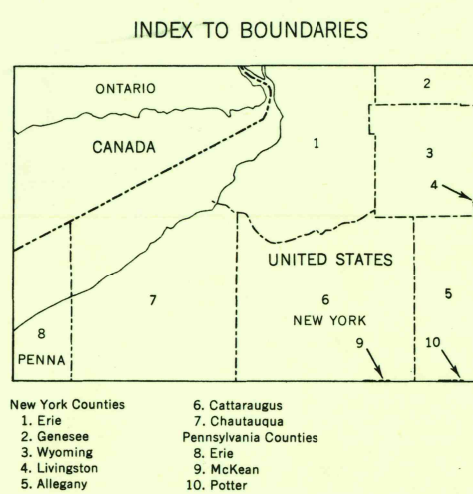 INDEX TO BOUNDARIES
ONTARIO
2
CANADA
1
3
4
UNITED STATES
7
6
5
NEW YORK
8
PENNA
9
10
New York Counties
1. Erie
2. Genesee
3. Wyoming
4. Livingston
5. Allegany
6. Cattaraugus
7. Chautauqua
Pennsylvania Counties
8. Erie
9. McKean
10. Potter